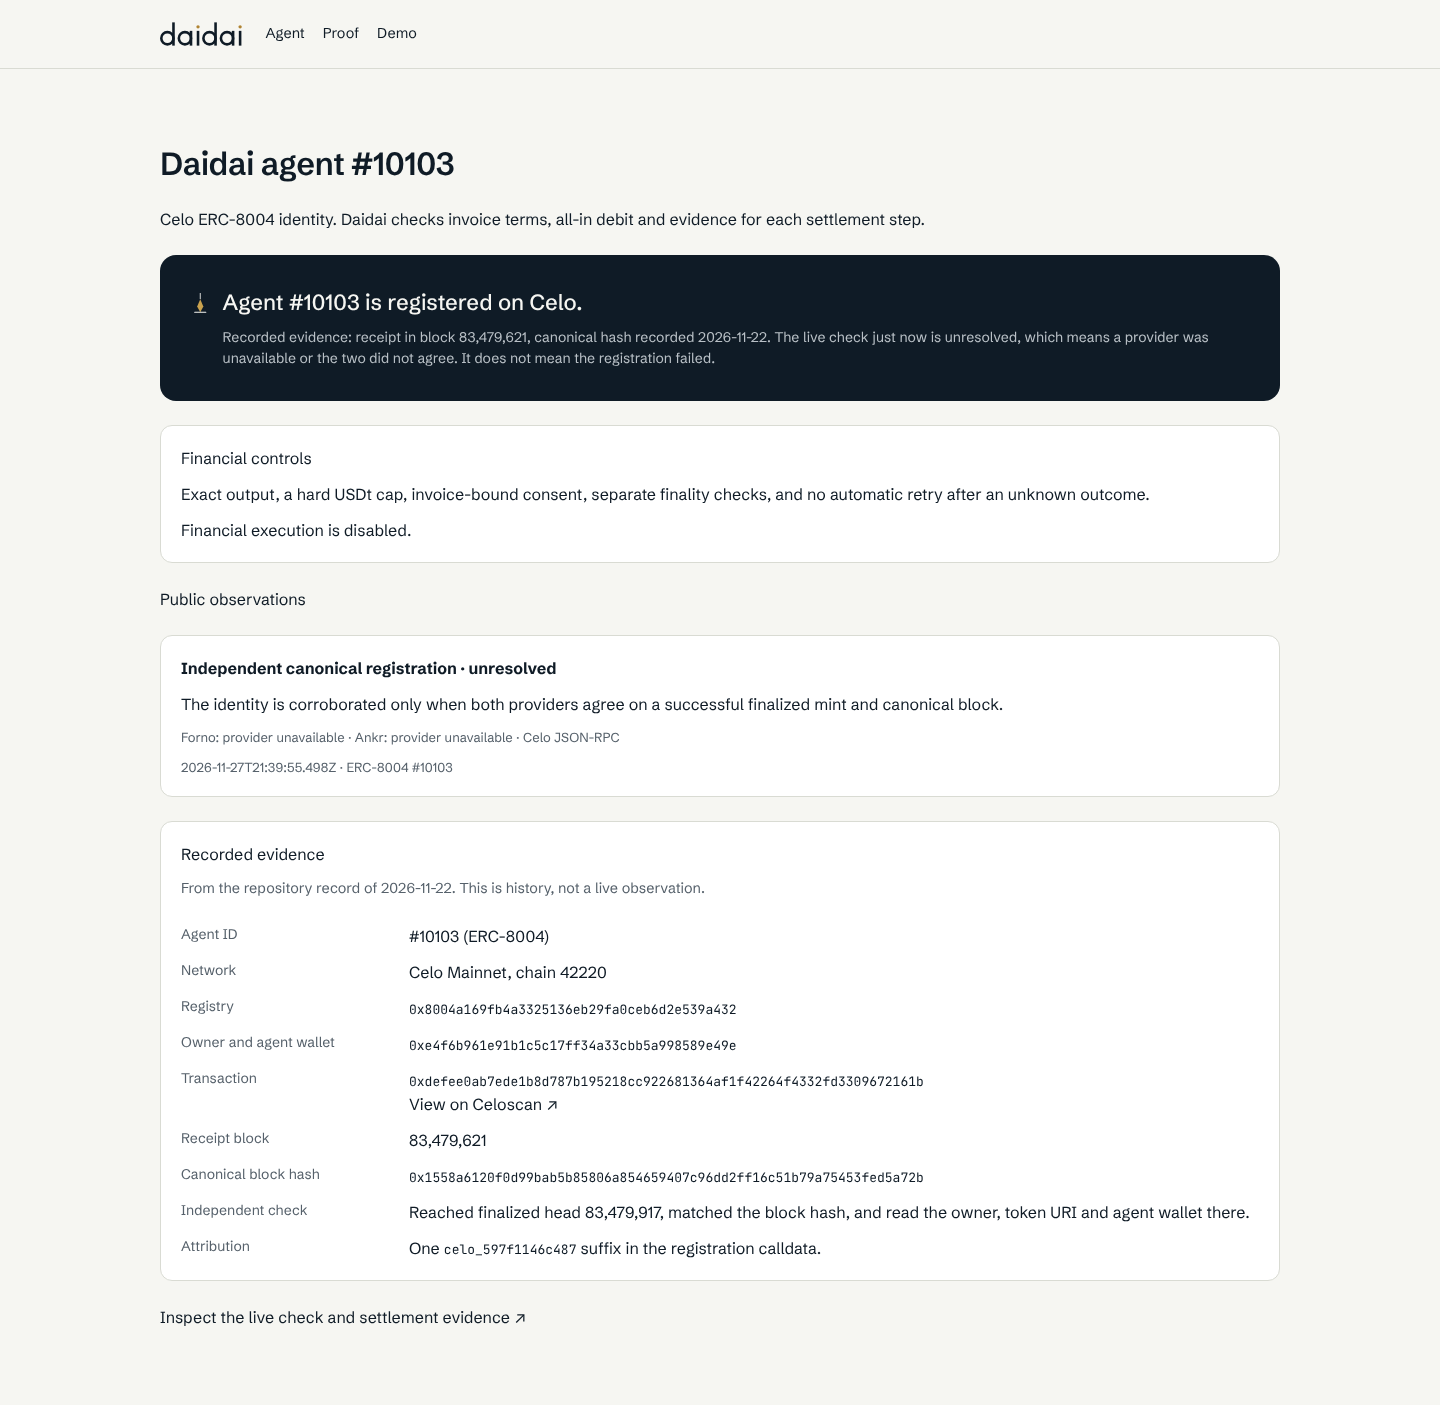 daidai
Agent
Proof
Demo
Daidai agent #10103
Celo ERC-8004 identity. Daidai checks invoice terms, all-in debit and evidence for each settlement step.
Agent #10103 is registered on Celo.
Recorded evidence: receipt in block 83,479,621, canonical hash recorded 2026-11-22. The live check just now is unresolved, which means a provider was
unavailable or the two did not agree. It does not mean the registration failed.
Financial controls
Exact output, a hard USDt cap, invoice-bound consent, separate finality checks, and no automatic retry after an unknown outcome.
Financial execution is disabled.
Public observations
Independent canonical registration · unresolved
The identity is corroborated only when both providers agree on a successful finalized mint and canonical block.
Forno: provider unavailable · Ankr: provider unavailable · Celo JSON-RPC
2026-11-27T21:39:55.498Z · ERC-8004 #10103
Recorded evidence
From the repository record of 2026-11-22. This is history, not a live observation.
Agent ID
#10103 (ERC-8004)
Network
Celo Mainnet, chain 42220
Registry
0x8004a169fb4a3325136eb29fa0ceb6d2e539a432
Owner and agent wallet
0xe4f6b961e91b1c5c17ff34a33cbb5a998589e49e
Transaction
0xdefee0ab7ede1b8d787b195218cc922681364af1f42264f4332fd3309672161b
View on Celoscan ↗
Receipt block
83,479,621
Canonical block hash
0x1558a6120f0d99bab5b85806a854659407c96dd2ff16c51b79a75453fed5a72b
Independent check
Reached finalized head 83,479,917, matched the block hash, and read the owner, token URI and agent wallet there.
Attribution
One celo_597f1146c487 suffix in the registration calldata.
Inspect the live check and settlement evidence ↗